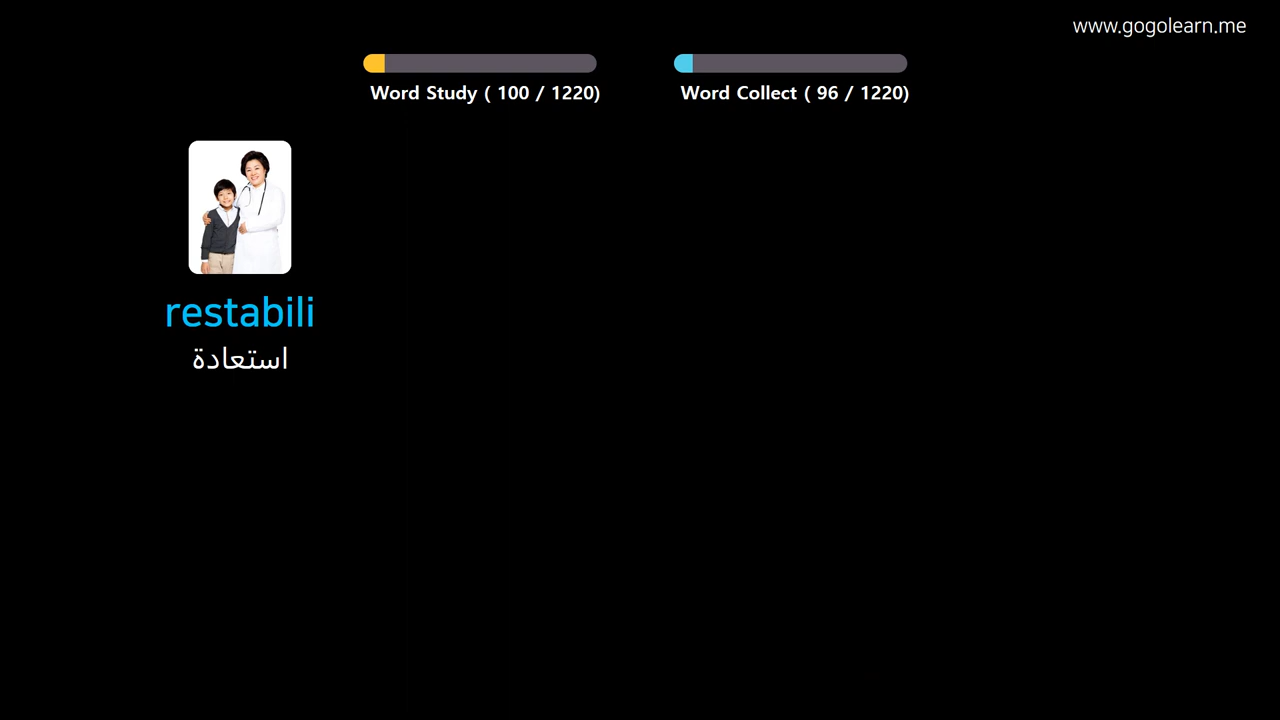 www.gogolearn.me
Word Study ( 100 / 1220)
Word Collect ( 96 / 1220)
restabili
استعادة